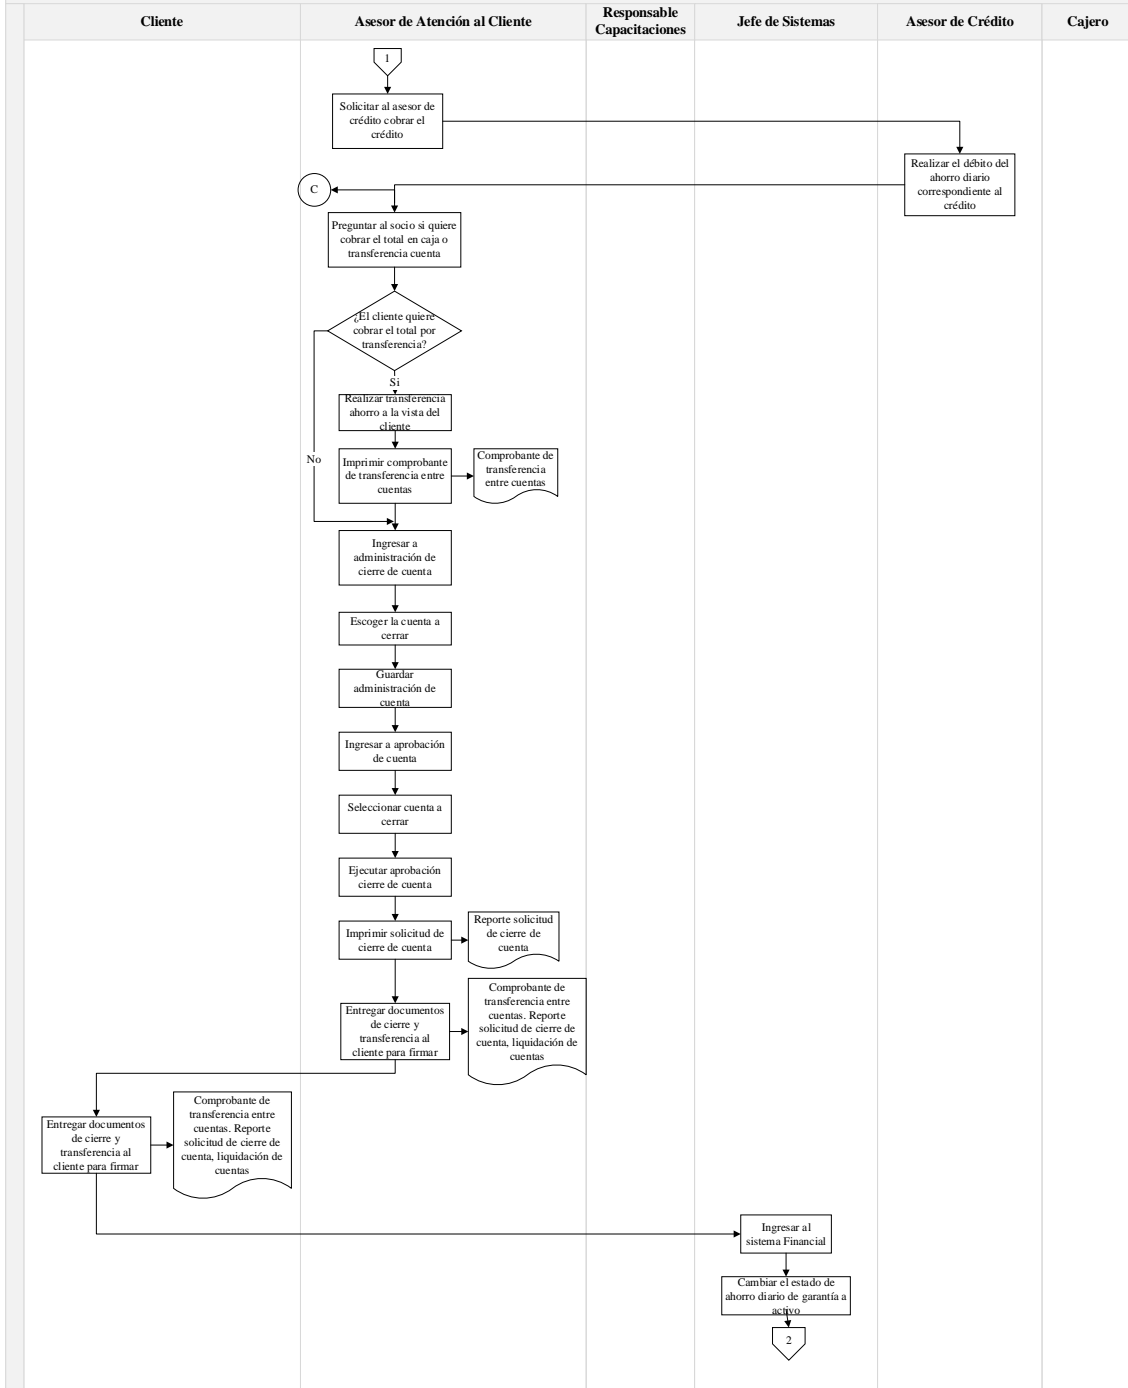 Cliente
Asesor de Atención al Cliente
Responsable
Capacitaciones
Jefe de Sistemas
Asesor de Crédito
Cajero
1
Solicitar al asesor de
crédito cobrar el
crédito
Realizar el débito del
ahorro diario
correspondiente al
crédito
C
Preguntar al socio si quiere
cobrar el total en caja o
transferencia cuenta
¿El cliente quiere
cobrar el total por
transferencia?
Si
Realizar transferencia
ahorro a la vista del
cliente
No
Imprimir comprobante
de transferencia entre
cuentas
Comprobante de
transferencia
entre cuentas
Ingresar a
administración de
cierre de cuenta
Escoger la cuenta a
cerrar
Guardar
administración de
cuenta
Ingresar a aprobación
de cuenta
Seleccionar cuenta a
cerrar
Ejecutar aprobación
cierre de cuenta
Imprimir solicitud de
cierre de cuenta
Reporte solicitud
de cierre de
cuenta
Entregar documentos
de cierre y
transferencia al
cliente para firmar
Comprobante de
transferencia entre
cuentas. Reporte
solicitud de cierre de
cuenta, liquidación de
cuentas
Entregar documentos
de cierre y
transferencia al
cliente para firmar
Comprobante de
transferencia entre
cuentas. Reporte
solicitud de cierre de
cuenta, liquidación de
cuentas
Ingresar al
sistema Financial
Cambiar el estado de
ahorro diario de garantía a
activo
2